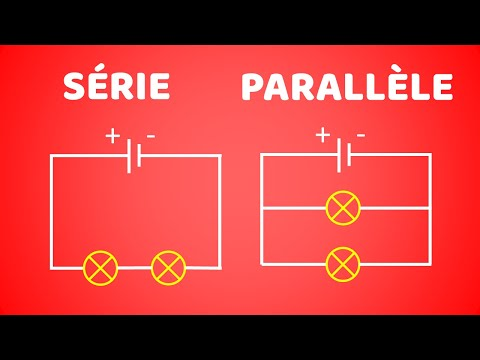 SÉRIE
PARALLÈLE
+ -
+ -